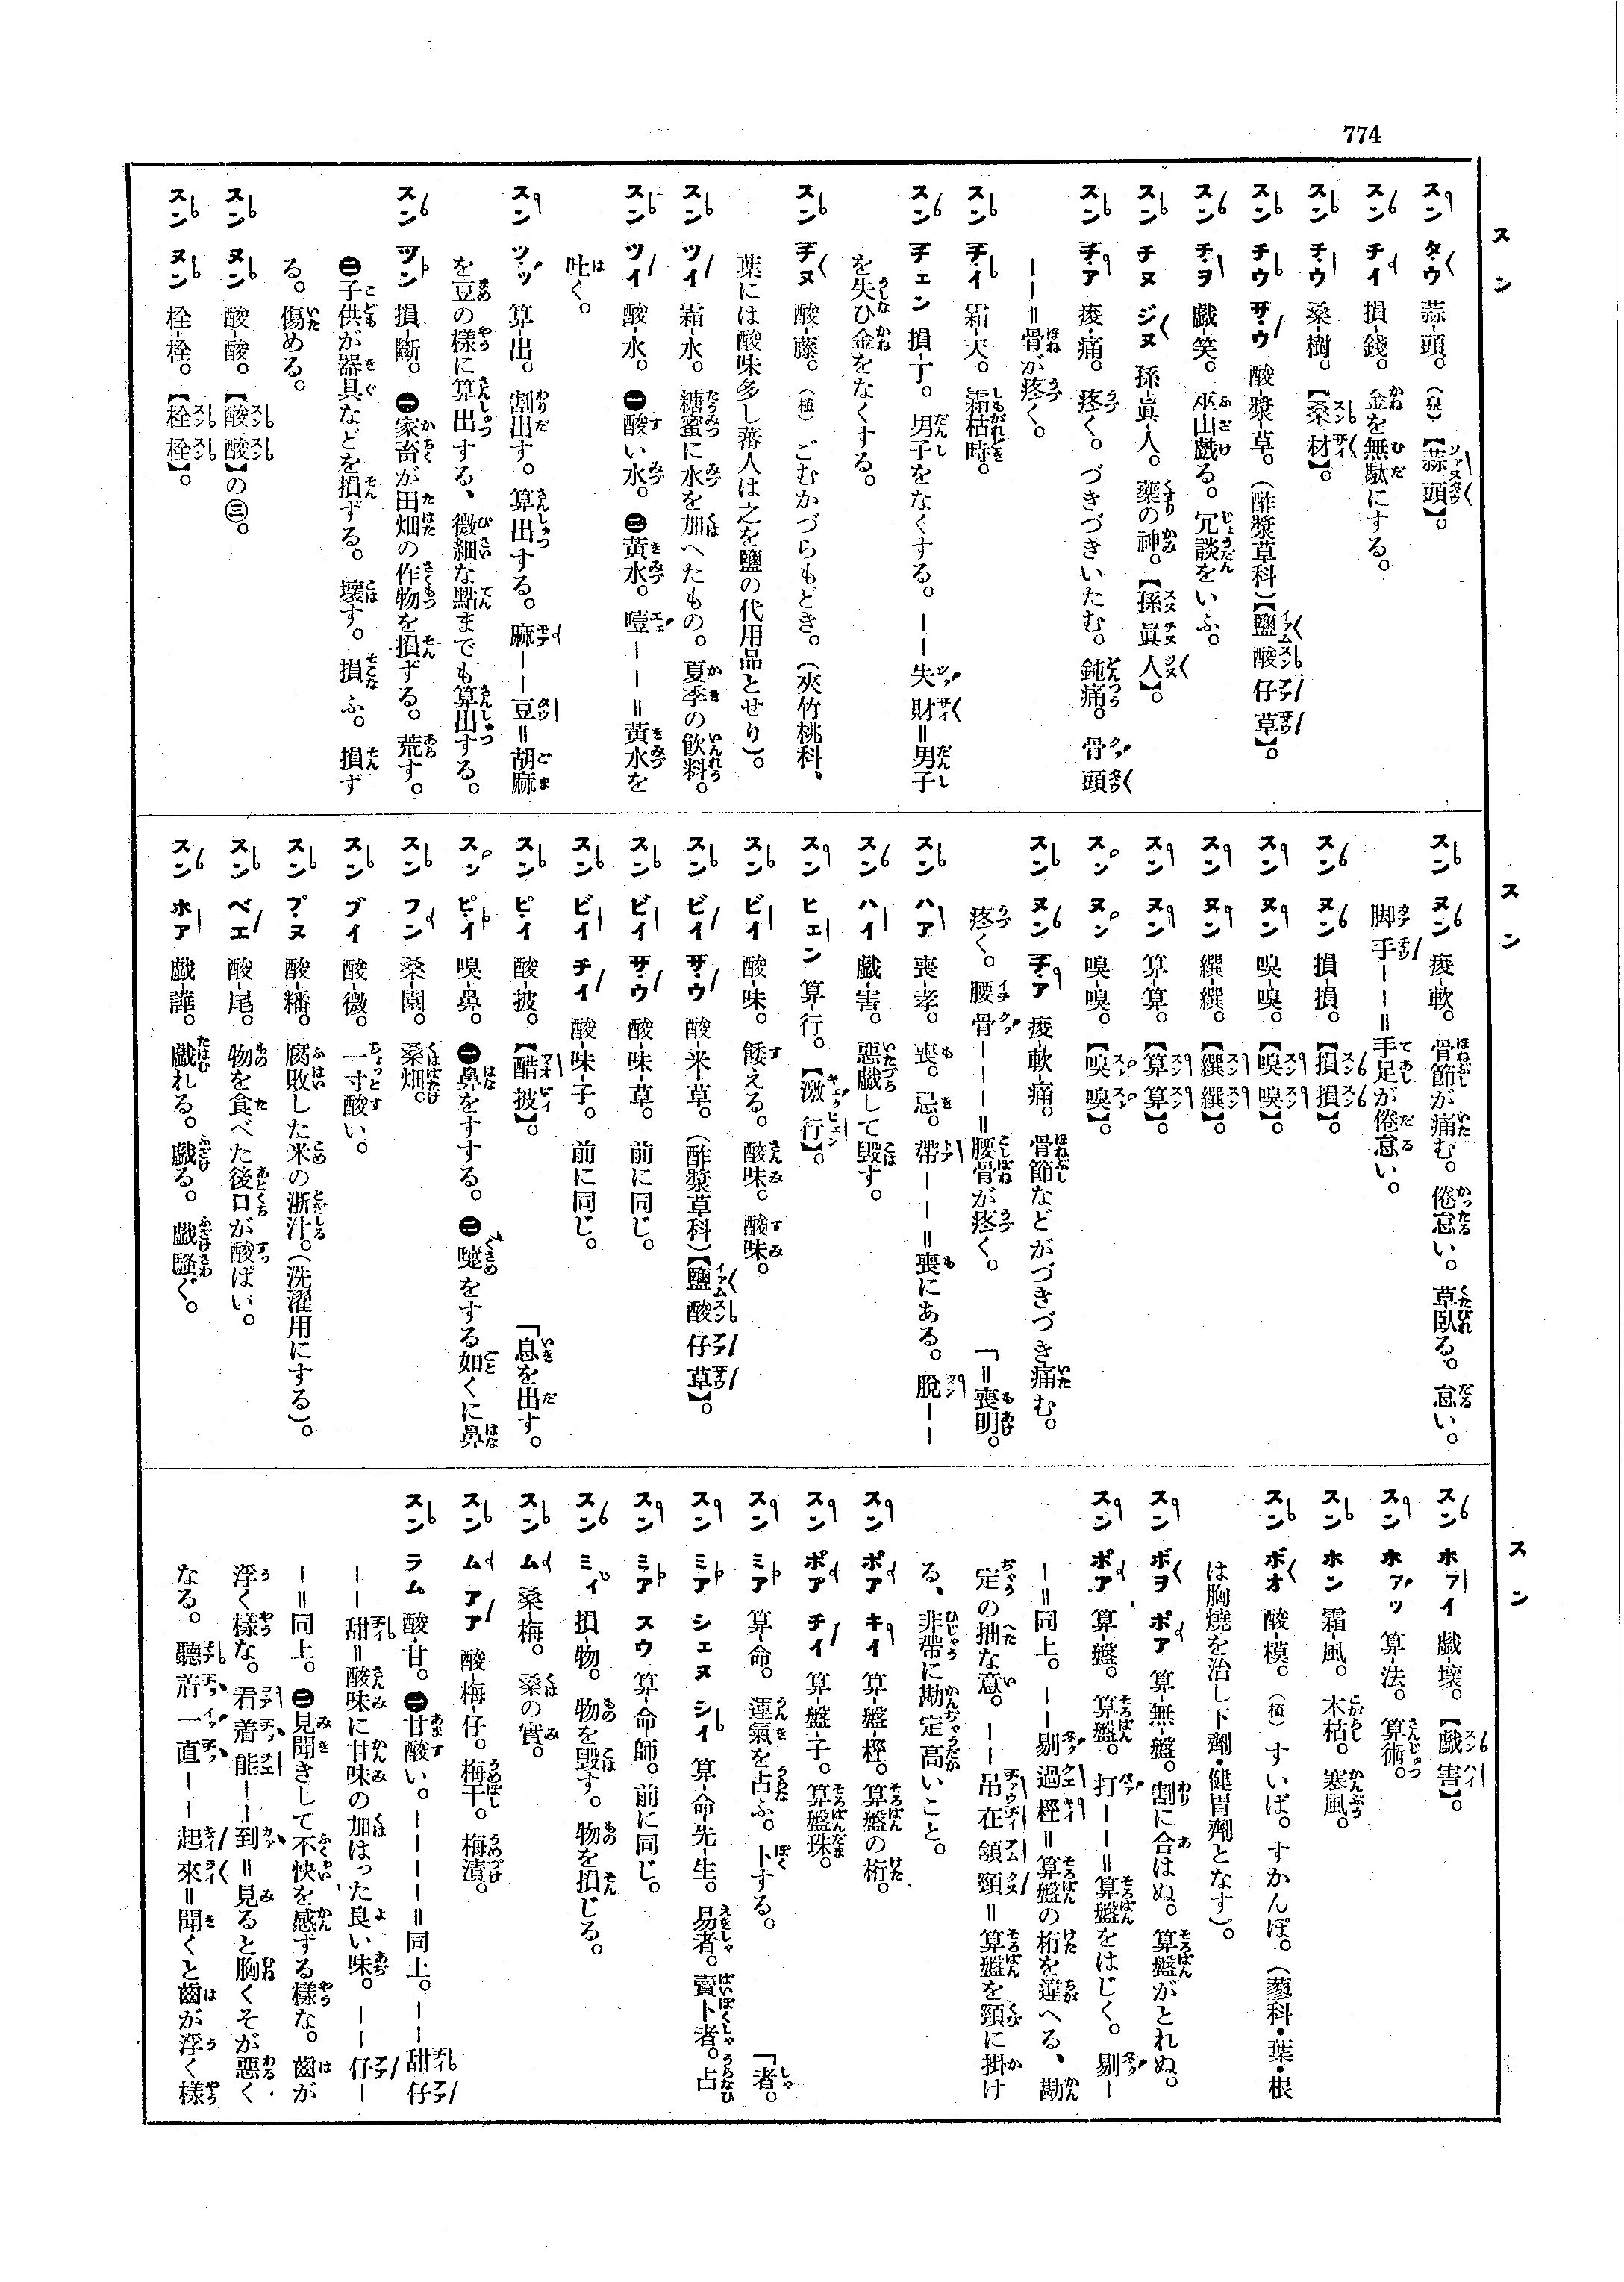 774
スン
スン タウ 蒜-頭。(泉)【蒜頭】。
スン チイ 損-錢。金を無駄にする。
スン チウ 桑-樹。【桑材】。
スン チウ サウ 酸-漿-草。(酢漿草科)【鹽酸仔草】。
スン チヲ 戲-笑。巫山戲る。冗談をいふ。
スン チヌ ジヌ 孫-眞-人。藥の神。【孫眞人】。
スン チア 痠-痛。疼く。づきづきいたむ。鈍痛。骨頭
——=骨が疼く。
スン チイ 霜-天。霜枯時。
スン チェン 損-丁。男子をなくする。——失財=男子
を失ひ金をなくする。
スン チヌ 酸-藤。(植)ごむかづらもどき。(夾竹桃科、
葉には酸味多し蕃人は之を鹽の代用品とせり)。
スン ツイ 霜-水。糖蜜に水を加へたもの。夏季の飲料。
スン ツイ 酸-水。㊀酸い水。㊁黃水。噎——=黃水を
吐く。
スン ツッ 算-出。割出す。算出する。麻——豆=胡麻
を豆の樣に算出する、微細な點までも算出する。
スン ツン 損-斷。㊀家畜が田畑の作物を損ずる。荒す。
㊁子供が器具などを損ずる。壞す。損ふ。損ず
る。傷める。
スン ヌン 酸-酸。【酸酸】の㊂。
スン ヌン 栓-栓。【栓栓】。
スン
スン ヌン 痠-軟。骨節が痛む。倦怠い。草臥る。怠い。
脚手——=手足が倦怠い。
スン ヌン 損-損。【損損】。
スン ヌン 嗅-嗅。【嗅嗅】。
スン ヌン 繏-繏。【繏繏】。
スン ヌン 算-算。【算算】。
スン ヌン 嗅-嗅。【嗅嗅】。
スン ヌン チア 痠-軟-痛。骨節などがづきづき痛む。
疼く。腰骨———=腰骨が疼く。「=喪明。
スン ハア 喪-孝。喪。忌。帶——=喪にある。脫——
スン ハイ 戲-害。惡戲して毀す。
スン ヒェン 算-行。【激行】。
スン ビイ 酸-味。餧える。酸味。酸味。
スン ビイ サウ 酸-米-草。(酢漿草科)【鹽酸仔草】。
スン ビイ サウ 酸-味-草。前に同じ。
スン ビイ チイ 酸-味-子。前に同じ。
スン ピイ 酸-披。【醋披】。「息を出す。
スン ピイ 嗅-鼻。㊀鼻をすする。㊁嚏をする如くに鼻
スン フン 桑-園。桑畑。
スン ブイ 酸-微。一寸酸い。
スン プヌ 酸-糒。腐敗した米の淅汁。(洗濯用にする)。
スン ベエ 酸-尾。物を食べた後口が酸ぱい。
スン ホア 戲-譁。戲れる。戲る。戲騷ぐ。
スン
スン ホァイ 戲-壞。【戲害】。
スン ホァッ 算-法。算術。
スン ホン 霜-風。木枯。寒風。
スン ボオ 酸-模。(植)すいば。すかんぽ。(蓼科・葉・根
は胸燒を治し下劑・健胃劑となす)。
スン ボヲ ポア 算-無-盤。割に合はぬ。算盤がとれぬ。
スン ポア 算-盤。算盤。打——=算盤をはじく。剔—
—=同上。——剔過桱=算盤の桁を違へる、勘
定の拙な意。——吊在頷頸=算盤を頸に掛け
る、非帶に勘定高いこと。
スン ポア キイ 算-盤-桱。算盤の桁。
スン ポア チイ 算-盤-子。算盤珠。
スン ミア 算-命。運氣を占ふ。卜する。「者。
スン ミア シェヌ シイ 算-命-先-生。易者。賣卜者。占
スン ミア スウ 算-命-師。前に同じ。
スン ミィ 損-物。物を毀す。物を損じる。
スン ム 桑-梅。桑の實。
スン ム アア 酸-梅-仔。梅干。梅漬。
スン ラム 酸-甘。㊀甘酸い。————=同上。——甜仔
——甜=酸味に甘味の加はった良い味。——仔—
—=同上。㊁見聞きして不快を感ずる樣な。齒が
浮く樣な。看着能——到=見ると胸くそが惡く
なる。聽着一直——起來=聞くと齒が浮く樣